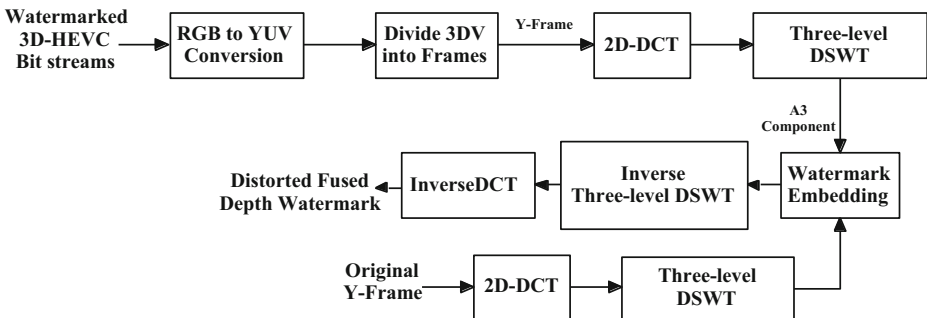 Watermarked
3D-HEVC
Bit streams
RGB to YUV
Conversion
Divide 3DV
into Frames
Y-Frame
2D-DCT
Three-level
DSWT
A3
Component
Watermark
Embedding
Inverse
Three-level DSWT
InverseDCT
Distorted Fused
Depth Watermark
Original
Y-Frame
2D-DCT
Three-level
DSWT